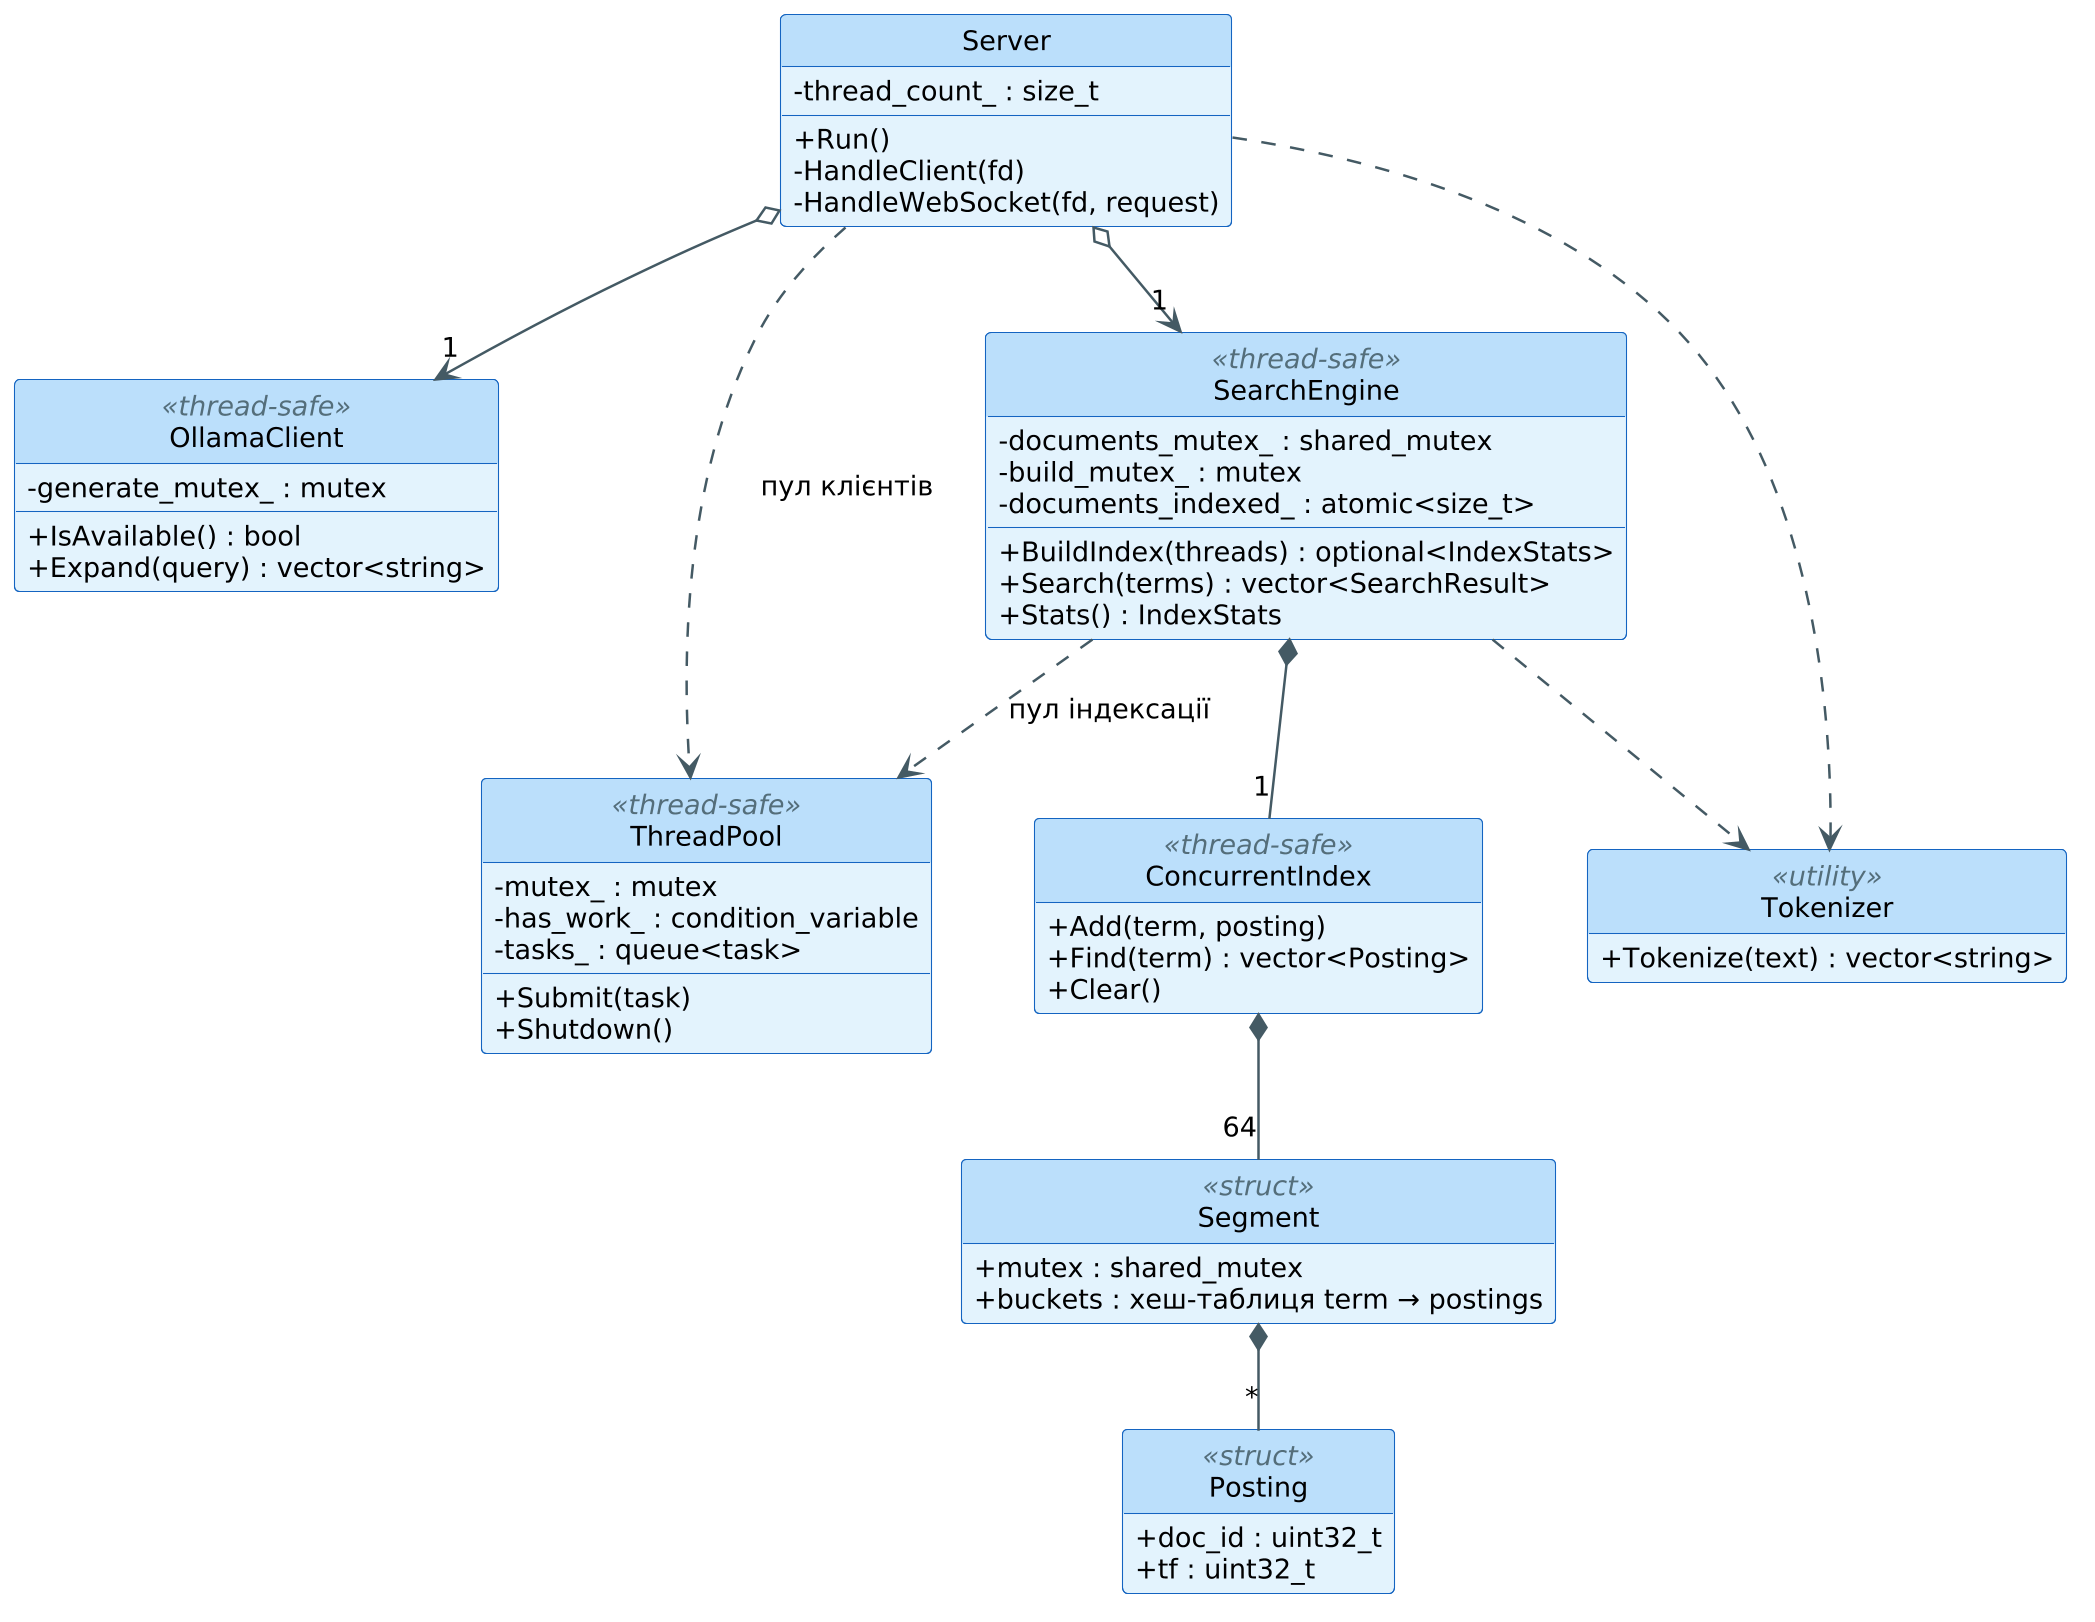 Server
-thread_count_ : size_t
+Run()
-HandleClient(fd)
-HandleWebSocket(fd, request)
1
1
«thread-safe»
OllamaClient
-generate_mutex_ : mutex
+IsAvailable() : bool
+Expand(query) : vector<string>
«thread-safe»
SearchEngine
-documents_mutex_ : shared_mutex
-build_mutex_ : mutex
-documents_indexed_ : atomic<size_t>
+BuildIndex(threads) : optional<IndexStats>
+Search(terms) : vector<SearchResult>
+Stats() : IndexStats
пул клієнтів
пул індексації
1
«thread-safe»
ThreadPool
-mutex_ : mutex
-has_work_ : condition_variable
-tasks_ : queue<task>
+Submit(task)
+Shutdown()
«thread-safe»
ConcurrentIndex
+Add(term, posting)
+Find(term) : vector<Posting>
+Clear()
«utility»
Tokenizer
+Tokenize(text) : vector<string>
64
«struct»
Segment
+mutex : shared_mutex
+buckets : хеш-таблиця term → postings
*
«struct»
Posting
+doc_id : uint32_t
+tf : uint32_t